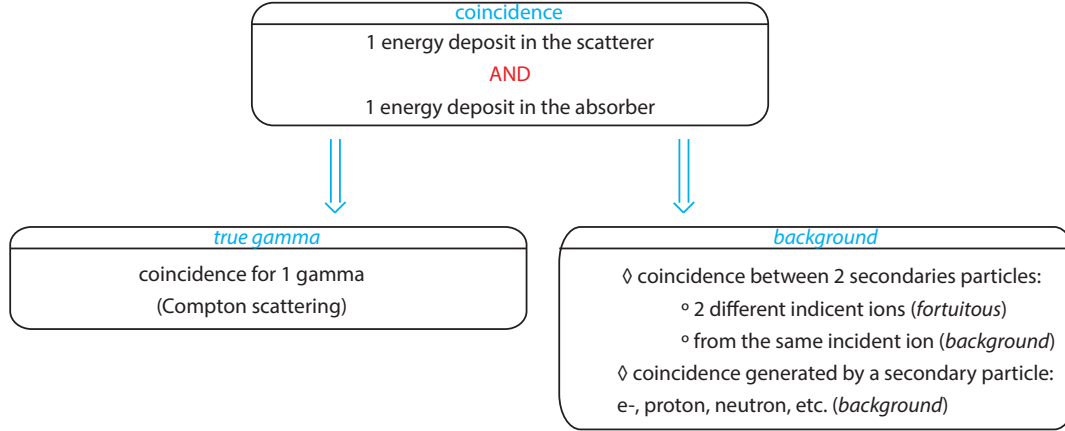 coincidence
1 energy deposit in the scatterer
AND
1 energy deposit in the absorber
true gamma
coincidence for 1 gamma
(Compton scattering)
background
◊ coincidence between 2 secondaries particles:
º 2 different indicent ions (fortuitous)
º from the same incident ion (background)
◊ coincidence generated by a secondary particle:
e-, proton, neutron, etc. (background)